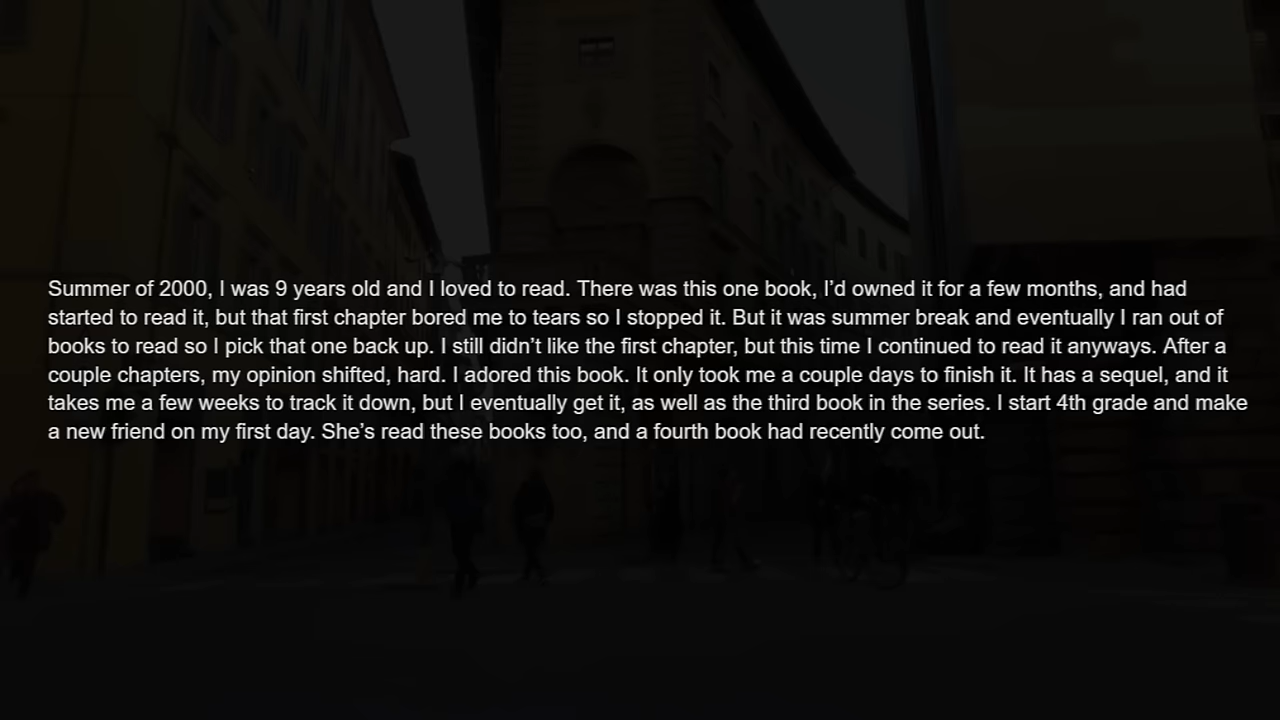 Summer of 2000, I was 9 years old and I loved to read. There was this one book, I’d owned it for a few months, and had
started to read it, but that first chapter bored me to tears so I stopped it. But it was summer break and eventually I ran out of
books to read so I pick that one back up. I still didn’t like the first chapter, but this time I continued to read it anyways. After a
couple chapters, my opinion shifted, hard. I adored this book. It only took me a couple days to finish it. It has a sequel, and it
takes me a few weeks to track it down, but I eventually get it, as well as the third book in the series. I start 4th grade and make
a new friend on my first day. She’s read these books too, and a fourth book had recently come out.